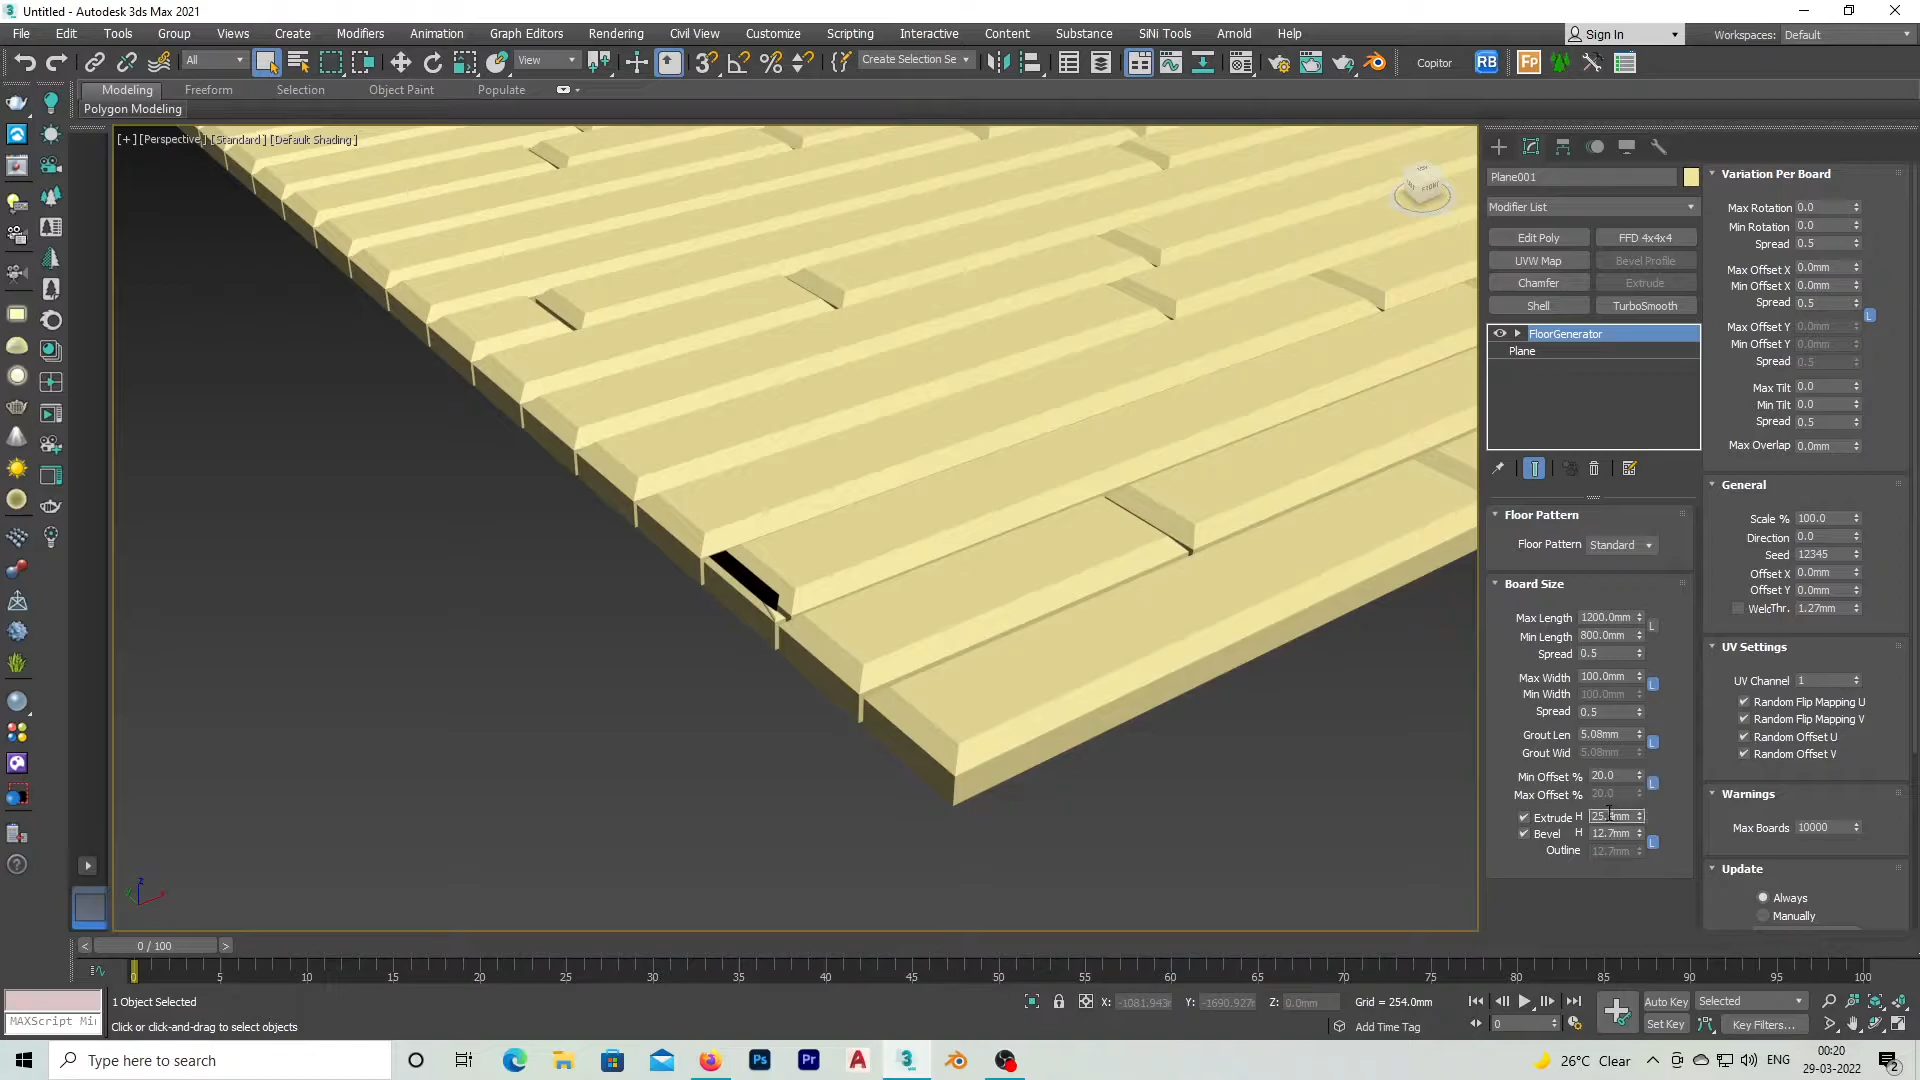 Untitled - Autodesk 3ds Max 2021
File Edit Tools Group Views Create Modifiers Animation Graph Editors Rendering Civil View Customize Scripting Interactive Content Substance SiNi Tools Arnold Help
Sign In
Workspaces: Default
All
View
Create Selection Se
Copitor
RB
Fp
Modeling Freeform Selection Object Paint Populate
Polygon Modeling
[+] [Perspective] [Standard] [Default Shading]
FRONT
Plane001
Modifier List
Edit Poly FFD 4x4x4
UVW Map Bevel Profile
Chamfer Extrude
Shell TurboSmooth
FloorGenerator
Plane
Floor Pattern
Floor Pattern Standard
Board Size
Max Length 1200.0mm
L
Min Length 800.0mm
Spread 0.5
Max Width 100.0mm
L
Min Width 100.0mm
Spread 0.5
Grout Len 5.08mm
L
Grout Wid 5.08mm
Min Offset % 20.0
L
Max Offset % 20.0
Extrude H
Bevel H 12.7mm
L
Outline 12.7mm
Variation Per Board
Max Rotation 0.0
Min Rotation 0.0
Spread 0.5
Max Offset X 0.0mm
Min Offset X 0.0mm
Spread 0.5
L
Max Offset Y 0.0mm
Min Offset Y 0.0mm
Spread 0.5
Max Tilt 0.0
Min Tilt 0.0
Spread 0.5
Max Overlap 0.0mm
General
Scale % 100.0
Direction 0.0
Seed 12345
Offset X 0.0mm
Offset Y 0.0mm
WelcThr. 1.27mm
UV Settings
UV Channel 1
Random Flip Mapping U
Random Flip Mapping V
Random Offset U
Random Offset V
Warnings
Max Boards 10000
Update
Always
Manually
z
x
< 0 / 100 >
0 5 10 15 20 25 30 35 40 45 50 55 60 65 70 75 80 85 90 95 100
1 Object Selected
X: -1081.943r Y: -1690.927r Z: 0.0mm Grid = 254.0mm
Auto Key Selected
MAXScript Mi
Click or click-and-drag to select objects
Add Time Tag
0
Set Key Key Filters...
Type here to search
Ps
Pr
A
3
26°C Clear
ENG
00:20
29-03-2022
2